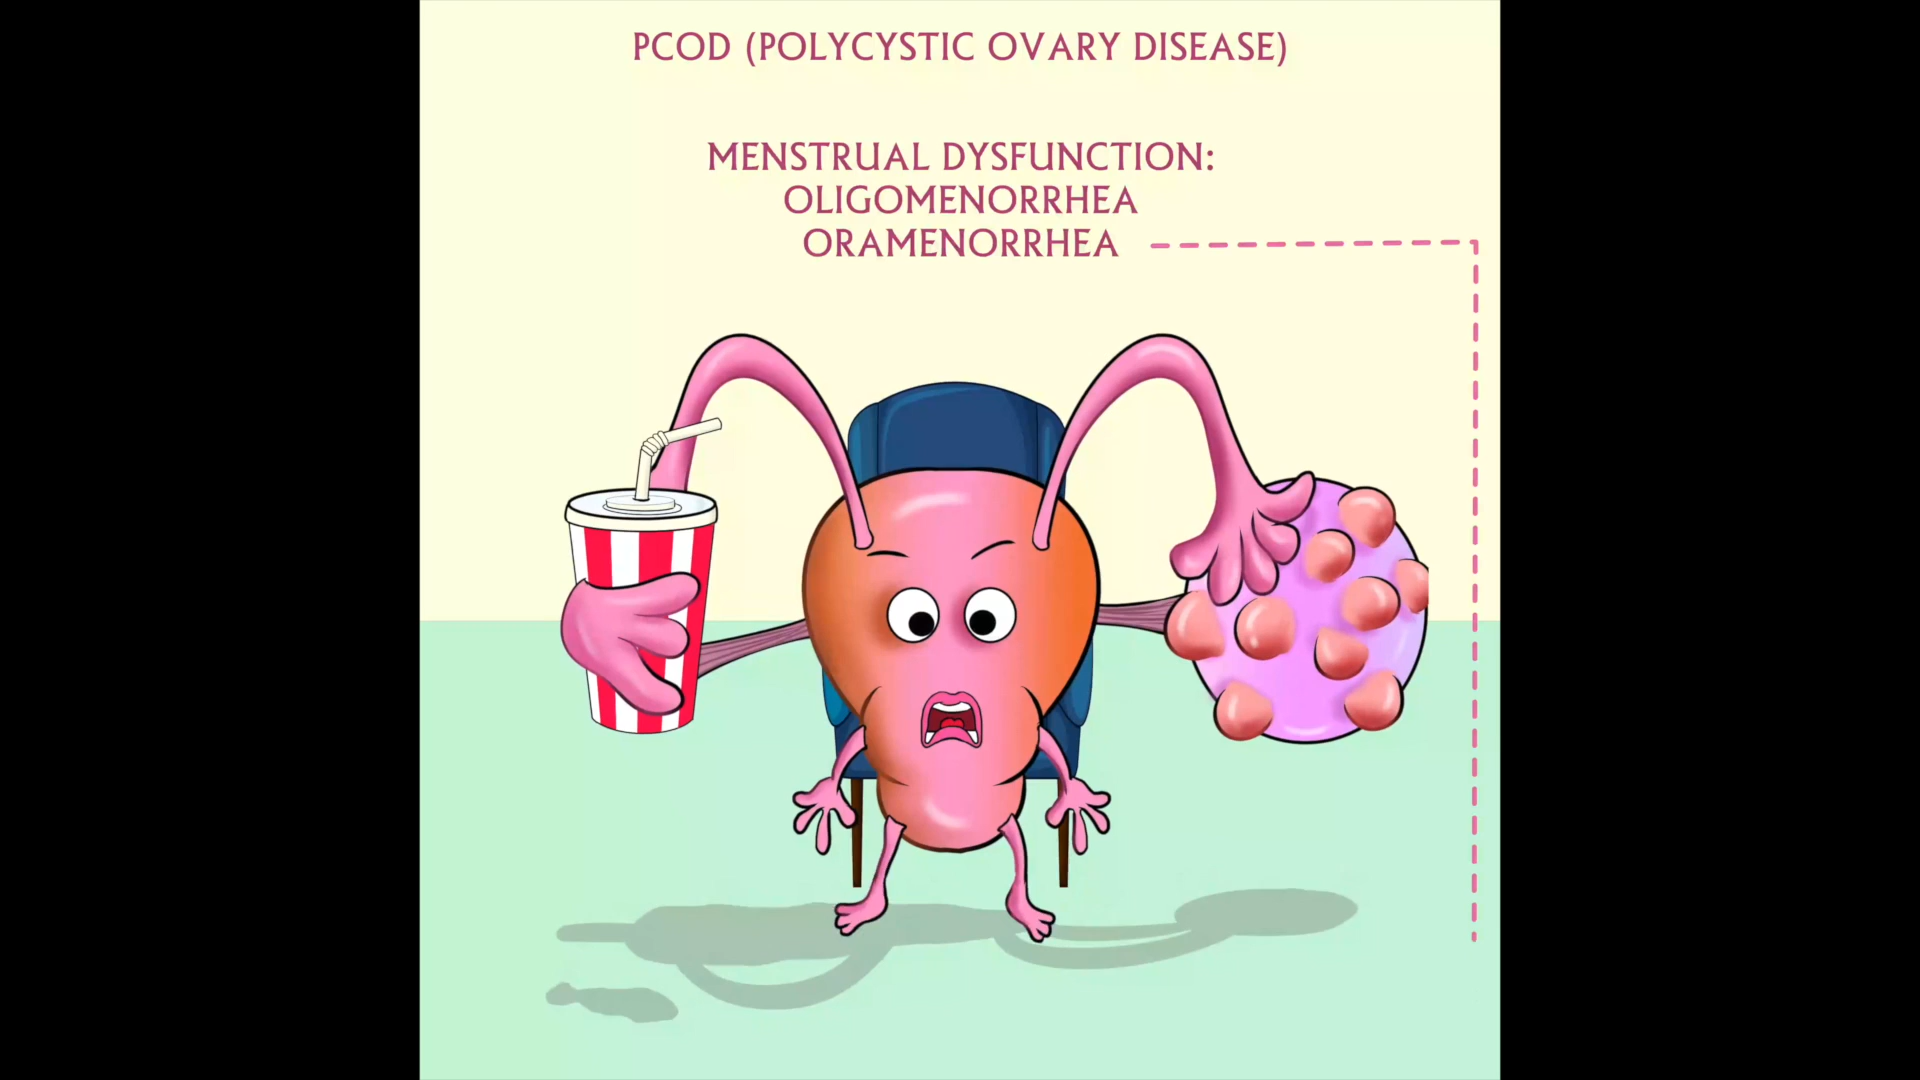 PCOD (POLYCYSTIC OVARY DISEASE)
MENSTRUAL DYSFUNCTION:
OLIGOMENORRHEA
ORAMENORRHEA